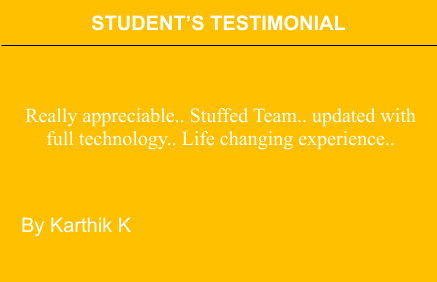 STUDENT’S TESTIMONIAL
Really appreciable.. Stuffed Team.. updated with
full technology.. Life changing experience..
By Karthik K